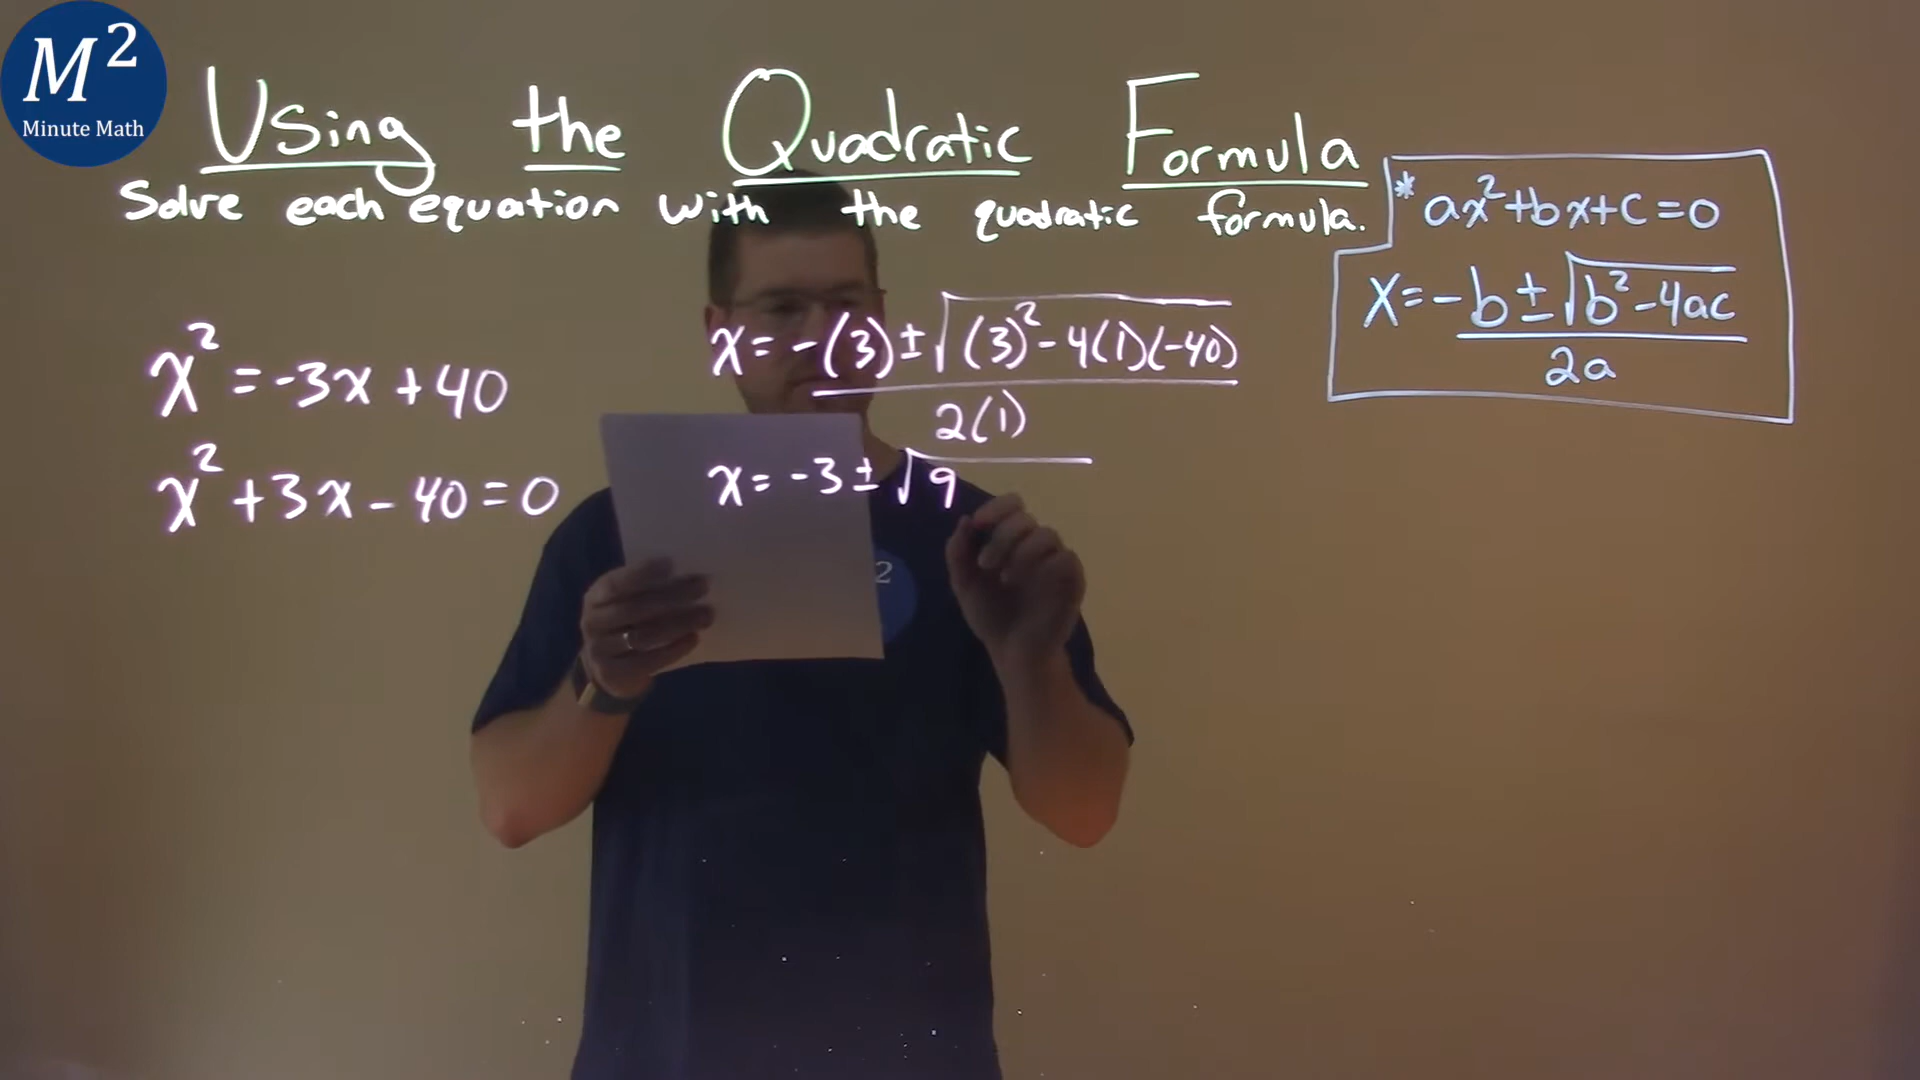 M²
Minute Math
Using the Quadratic Formula
Solve each equation with the quadratic formula.
* ax²+bx+c=0
x = -b ± √b²-4ac
2a
x² = -3x + 40
x² + 3x - 40 = 0
x = -(3) ± √(3)² - 4(1)(-40)
2(1)
x = -3 ± √9
2